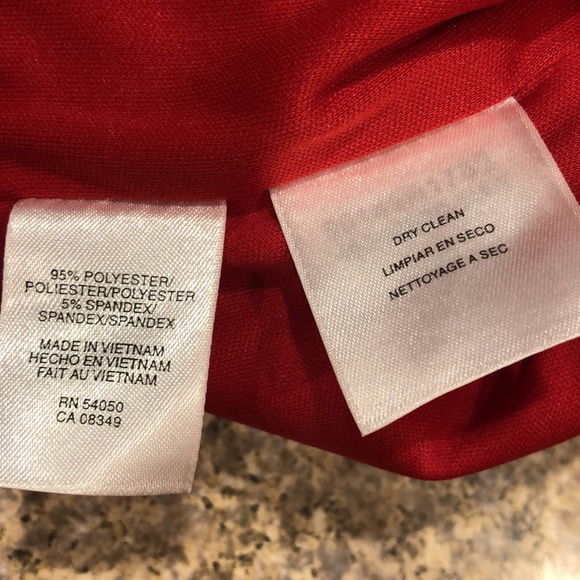 95% POLYESTER/
POLIESTER/POLYESTER
5% SPANDEX/
SPANDEX/SPANDEX
MADE IN VIETNAM
HECHO EN VIETNAM
FAIT AU VIETNAM
RN 54050
CA 08349
DRY CLEAN
LIMPIAR EN SECO
NETTOYAGE A SEC